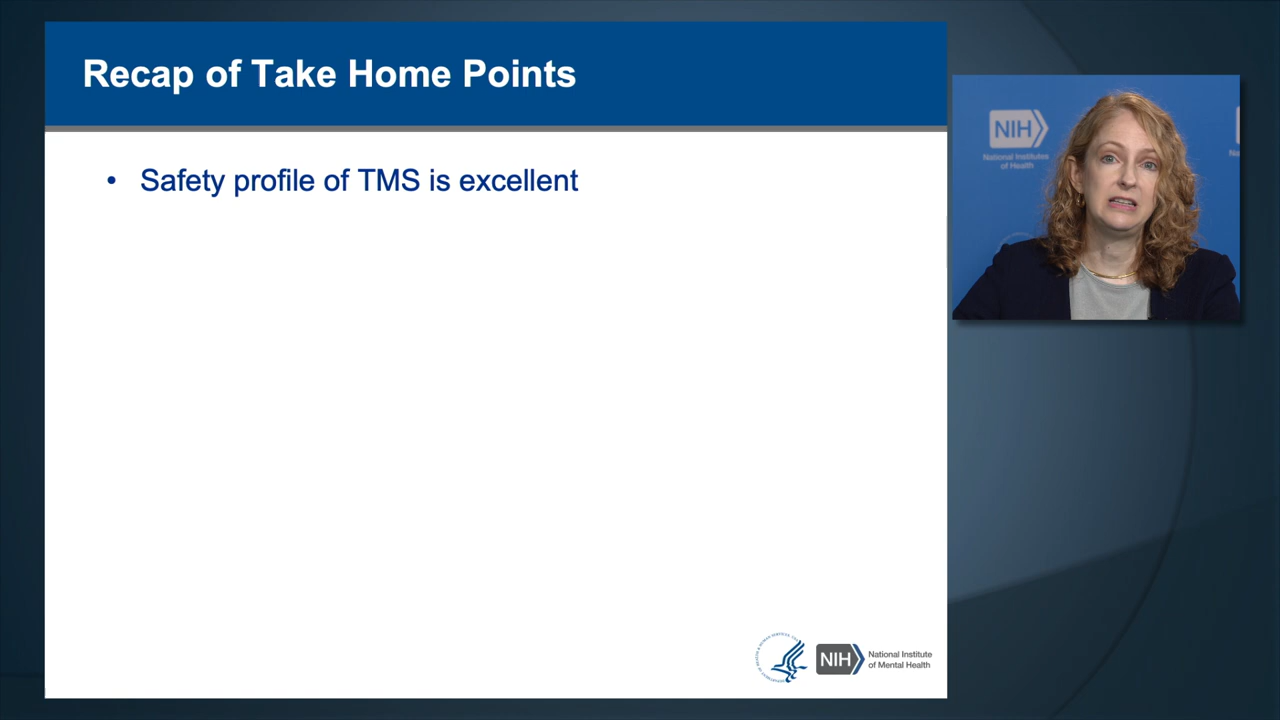 Recap of Take Home Points
• Safety profile of TMS is excellent
NIH
National Institutes
of Health
NIH
National Institute
of Mental Health